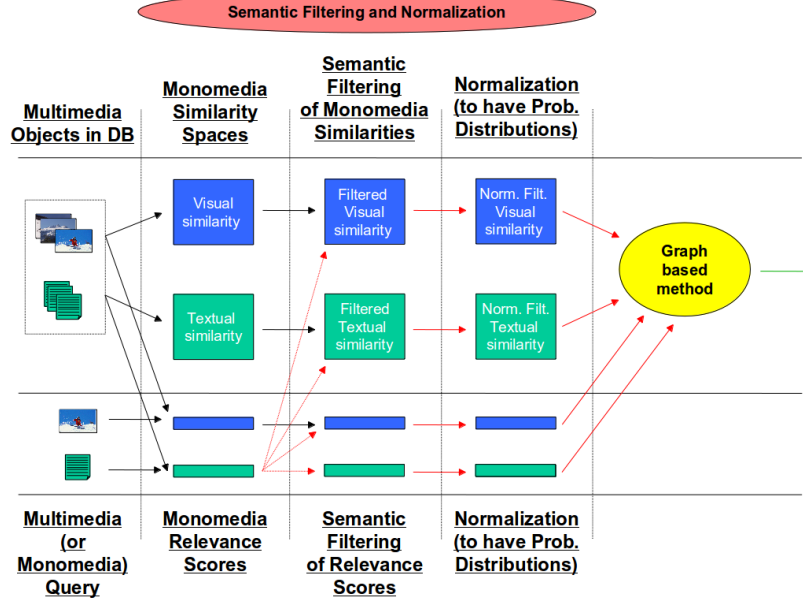 Semantic Filtering and Normalization
Multimedia
Objects in DB
Monomedia
Similarity
Spaces
Semantic
Filtering
of Monomedia
Similarities
Normalization
(to have Prob.
Distributions)
Visual
similarity
Filtered
Visual
similarity
Norm. Filt.
Visual
similarity
Graph
based
method
Textual
similarity
Filtered
Textual
similarity
Norm. Filt.
Textual
similarity
Multimedia
(or
Monomedia)
Query
Monomedia
Relevance
Scores
Semantic
Filtering
of Relevance
Scores
Normalization
(to have Prob.
Distributions)